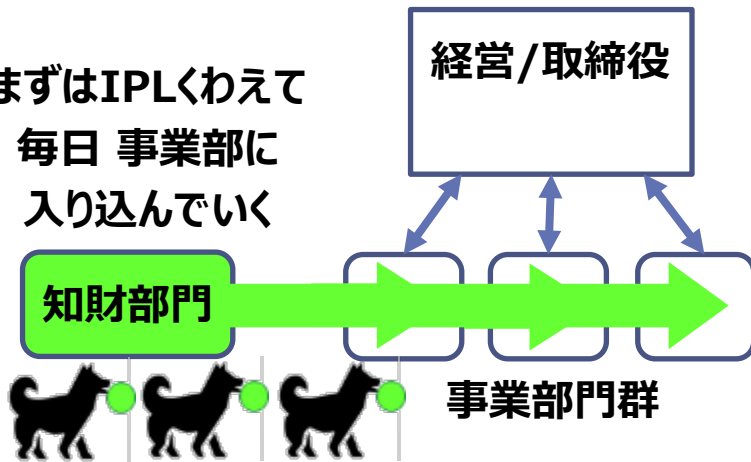 まずはIPLくわえて
毎日 事業部に
入り込んでいく
経営/取締役
知財部門
事業部門群